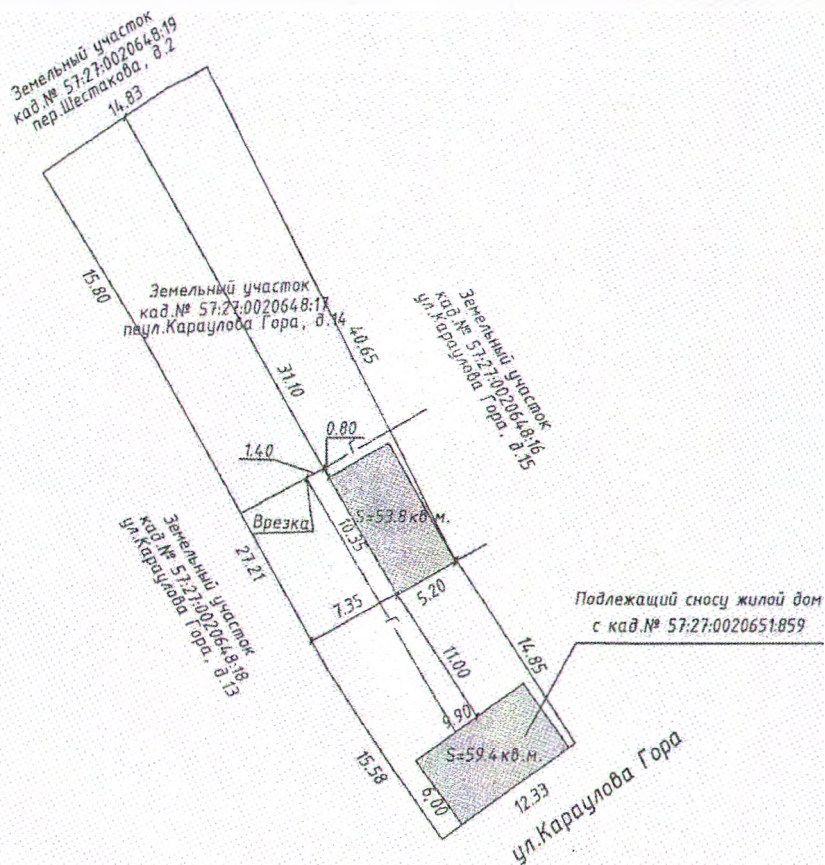 Земельный участок
кад.№ 57:27:0020648:19
пер.Шестакова, д.2
14.83
15.80
Земельный участок
кад.№ 57:27:0020648:17
пеул.Караулова Гора, д.14
40.65
Земельный участок
кад.№ 57:27:0020648:16
ул.Караулова Гора, д.15
31.10
0.80
1.40
Врезка
S=53.8 кв.м.
10.35
27.21
Земельный участок
кад.№ 57:27:0020648:18
ул.Караулова Гора, д.13
7.35
5.20
Подлежащий сносу жилой дом
с кад.№ 57:27:0020651:859
11.00
14.85
9.90
S=59.4 кв.м.
15.58
6.00
12.33
ул.Караулова Гора